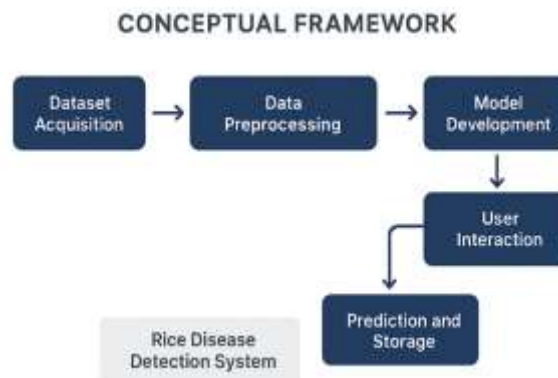 CONCEPTUAL FRAMEWORK
Dataset
Acquisition
Data
Preprocessing
Model
Development
User
Interaction
Prediction and
Storage
Rice Disease
Detection System